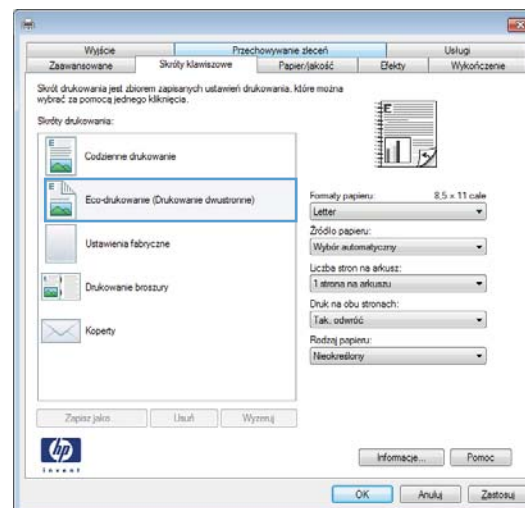 Wyjście Przechowywanie zleceń Usługi
Zaawansowane Skróty klawiszowe Papier/jakość Efekty Wykończenie
Skrót drukowania jest zbiorem zapisanych ustawień drukowania, które można
wybrać za pomocą jednego kliknięcia.
Skróty drukowania:
Codzienne drukowanie
Eco-drukowanie (Drukowanie dwustronne)
Ustawienia fabryczne
Drukowanie broszury
Koperty
Formaty papieru: 8,5 × 11 cale
Letter
Źródło papieru:
Wybór automatyczny
Liczba stron na arkusz:
1 strona na arkuszu
Druk na obu stronach:
Tak, odwróć
Rodzaj papieru:
Nieokreślony
Zapisz jako... Usuń Wyzeruj
hp
invent
Informacje... Pomoc
OK Anuluj Zastosuj